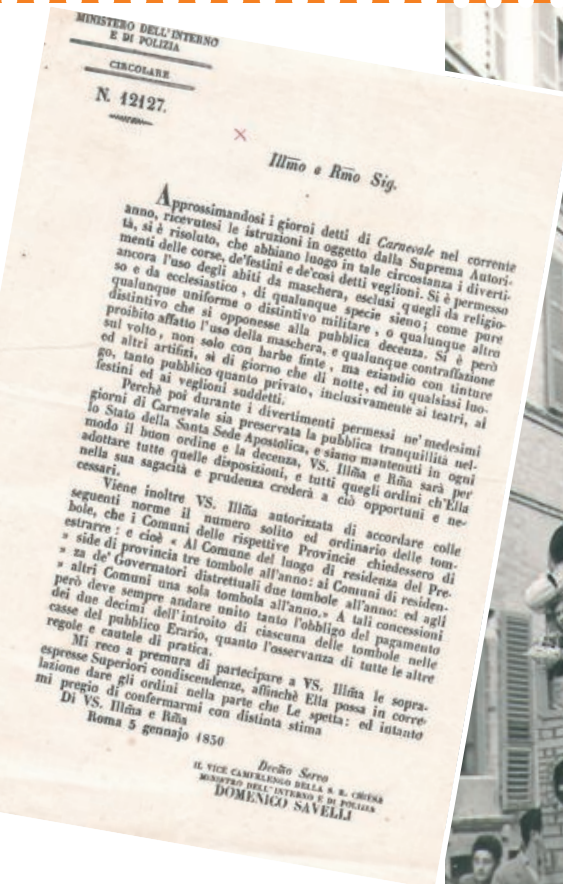 MINISTERO DELL'INTERNO
E DI POLIZIA
CIRCOLARE
N. 12127.
Illm̃o e Rm̃o Sig.
Approssimandosi i giorni detti di Carnevale nel corrente
anno, ricevutesi le istruzioni in oggetto dalla Suprema Autori-
tà, si è risoluto, che abbiano luogo in tale circostanza i diverti-
menti delle corse, de'festini e de'così detti veglioni. Si è permesso
ancora l'uso degli abiti da maschera, esclusi quegli da religio-
so e da ecclesiastico, di qualunque specie sieno; come pure
qualunque uniforme o distintivo militare, o qualunque altro
distintivo che si opponesse alla pubblica decenza. Si è però
proibito affatto l'uso della maschera, e qualunque contraffazione
sul volto, non solo con barbe finte, ma eziandio con tinture
ed altri artifizi, sì di giorno che di notte, ed in qualsiasi luo-
go, tanto pubblico quanto privato, inclusivamente ai teatri, ai
festini ed ai veglioni suddetti.
Perchè poi durante i divertimenti permessi ne' medesimi
giorni di Carnevale sia preservata la pubblica tranquillità nel-
lo Stato della Santa Sede Apostolica, e siano mantenuti in ogni
modo il buon ordine e la decenza, VS. Illm̃a e Rm̃a sarà per
adottare tutte quelle disposizioni, e tutti quegli ordini ch'Ella
nella sua sagacità e prudenza crederà a ciò opportuni e ne-
cessari.
Viene inoltre VS. Illm̃a autorizzata di accordare colle
seguenti norme il numero solito ed ordinario delle tom-
bole, che i Comuni delle rispettive Provincie chiedessero di
estrarre: e cioè « Al Comune del luogo di residenza del Pre-
» side di provincia tre tombole all'anno: ai Comuni di residen-
» za de' Governatori distrettuali due tombole all'anno: ed agli
» altri Comuni una sola tombola all'anno.» A tali concessioni
però deve sempre andare unito tanto l'obbligo del pagamento
dei due decimi dell'introito di ciascuna delle tombole nelle
casse del pubblico Erario, quanto l'osservanza di tutte le altre
regole e cautele di pratica.
Mi reco a premura di partecipare a VS. Illm̃a le sopra-
espresse Superiori condiscendenze, affinchè Ella possa in corre-
lazione dare gli ordini nella parte che Le spetta: ed intanto
mi pregio di confermarmi con distinta stima
Di VS. Illm̃a e Rm̃a
Roma 5 gennajo 1850
Devm̃o Servo
IL VICE CAMERLENGO DELLA S. R. CHIESA
MINISTRO DELL'INTERNO E DI POLIZIA
DOMENICO SAVELLI